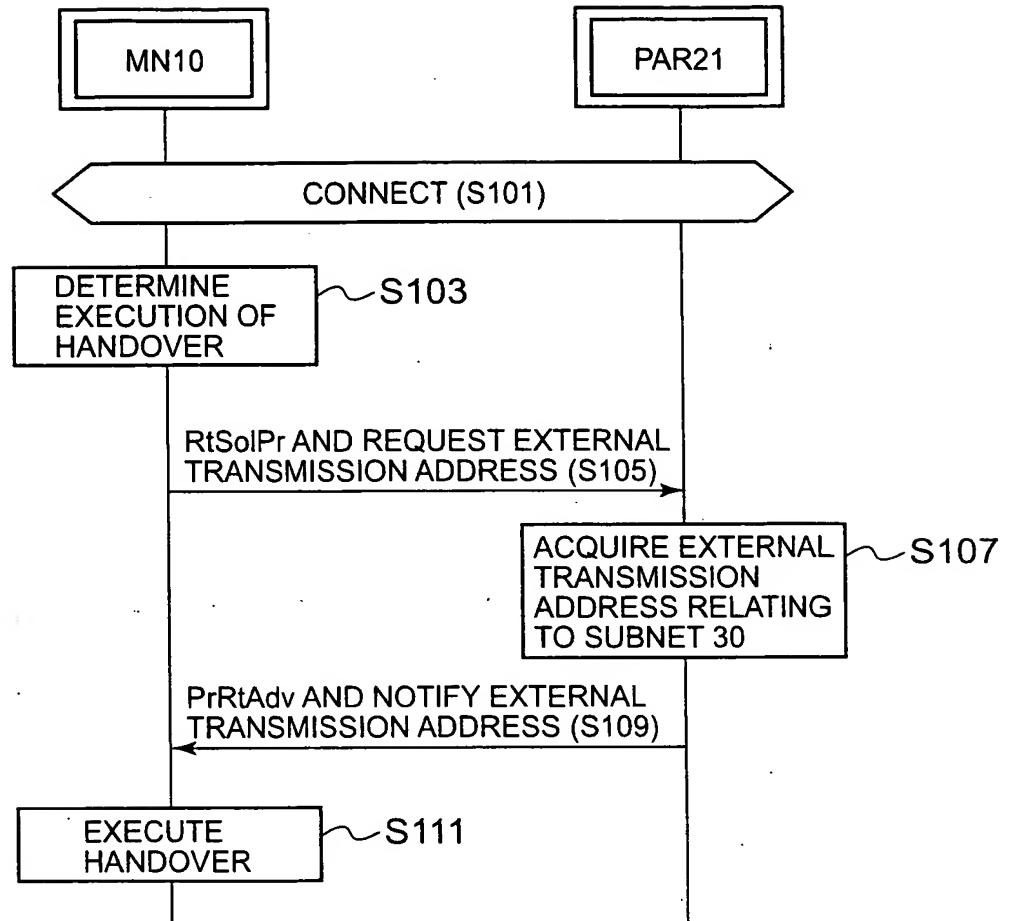 MN10
PAR21
CONNECT (S101)
DETERMINE
EXECUTION OF
HANDOVER
S103
RtSolPr AND REQUEST EXTERNAL
TRANSMISSION ADDRESS (S105)
ACQUIRE EXTERNAL
TRANSMISSION
ADDRESS RELATING
TO SUBNET 30
S107
PrRtAdv AND NOTIFY EXTERNAL
TRANSMISSION ADDRESS (S109)
EXECUTE
HANDOVER
S111